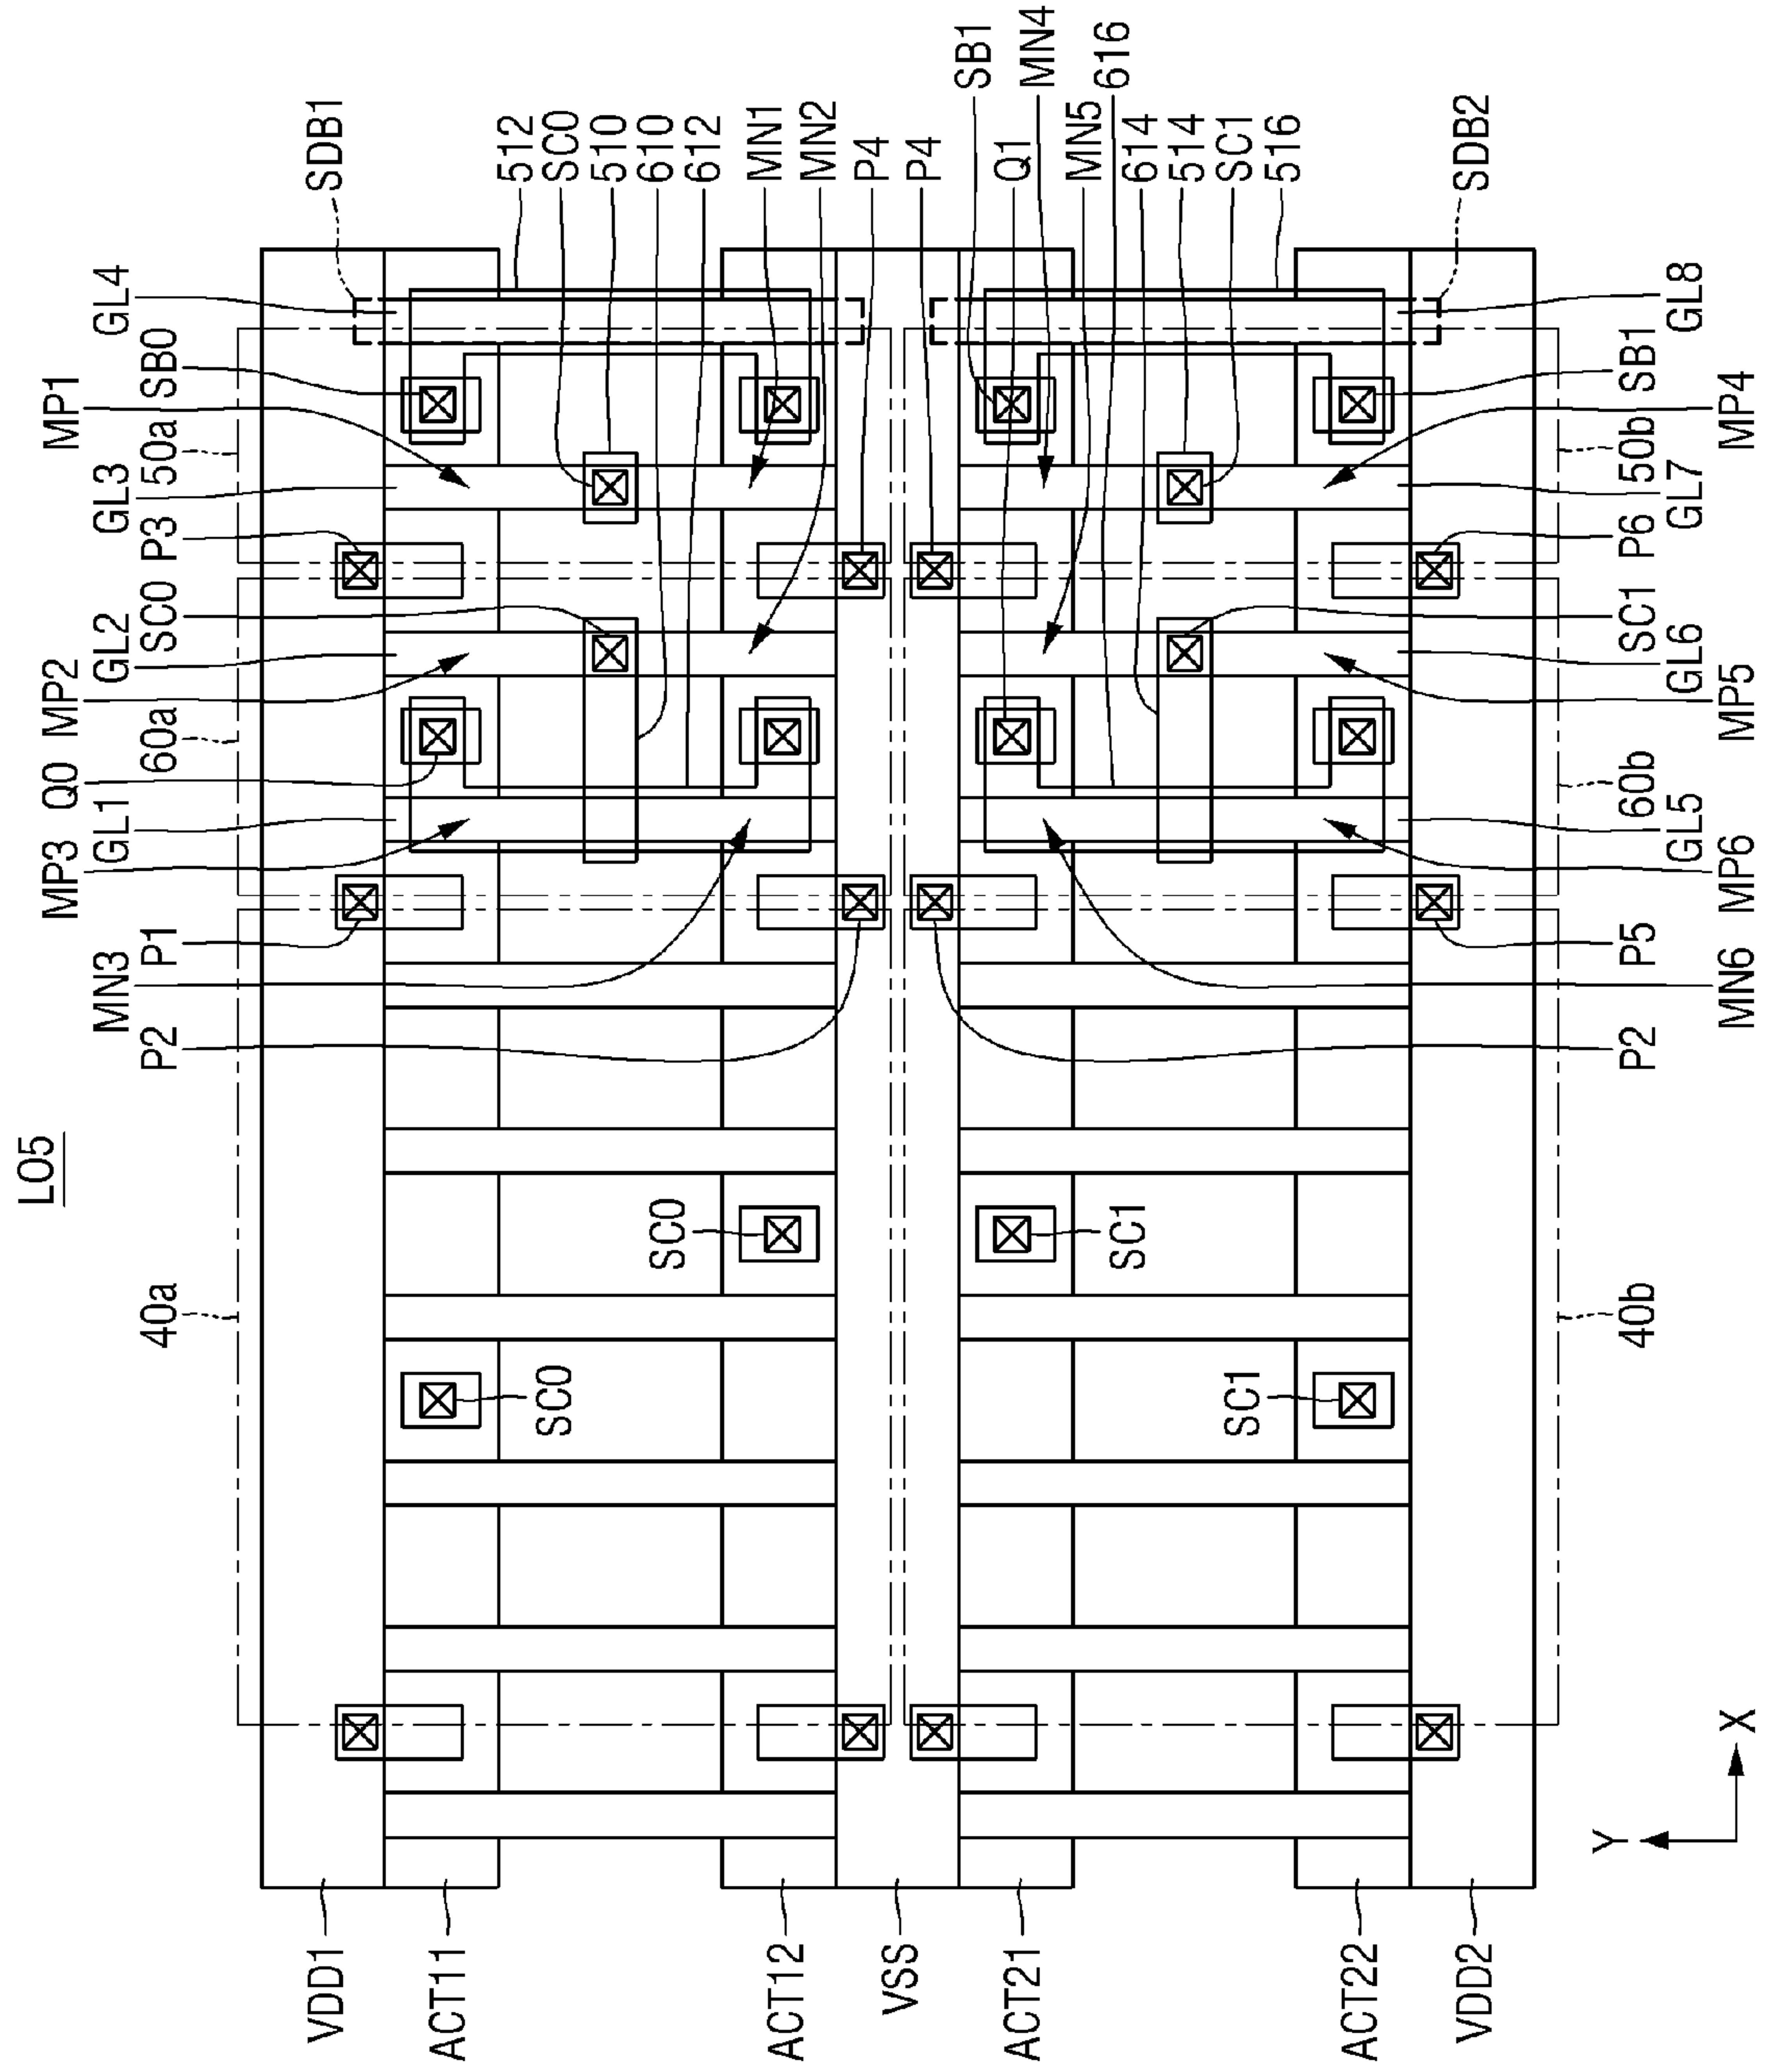 LO5
MP3
MP2
MP1
MN3
GL1
GL2
GL3
GL4
P2
P1
Q0
60a
SC0
P3
50a
SB0
40a
SDB1
512
SC0
510
610
612
MN1
MN2
P4
P4
SB1
Q1
MN4
MN5
616
614
514
SC1
516
SDB2
SC0
SC0
SC1
SC1
40b
P2
P5
60b
SC1
P6
50b
SB1
GL5
GL6
GL7
GL8
MN6
MP6
MP5
MP4
VDD1
ACT11
ACT12
VSS
ACT21
ACT22
VDD2
Y
X